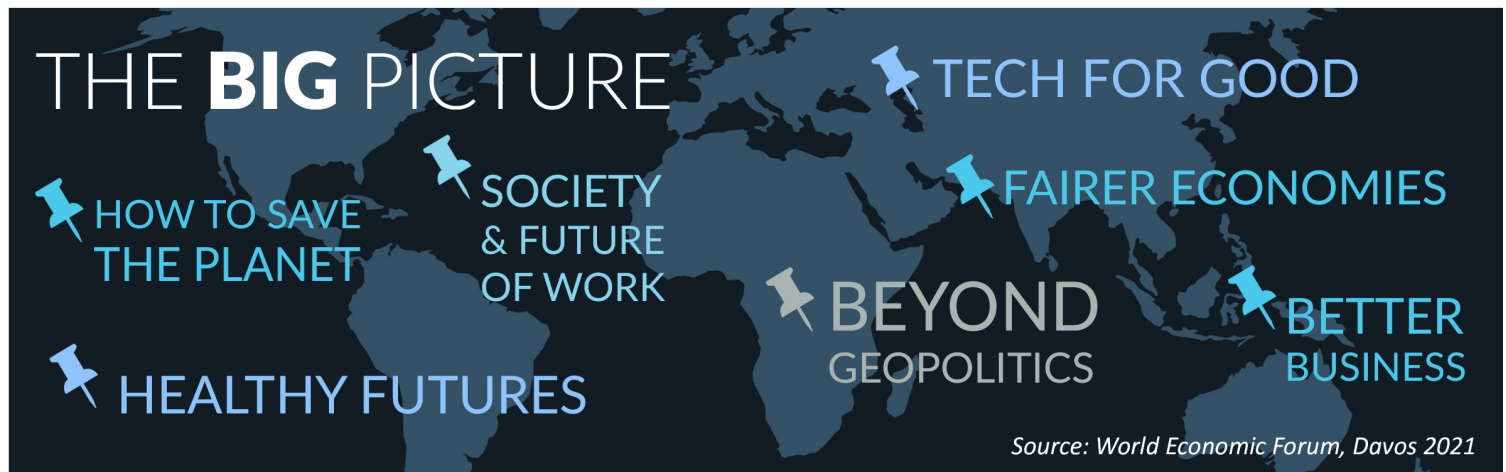 THE BIG PICTURE
TECH FOR GOOD
HOW TO SAVE
THE PLANET
SOCIETY
& FUTURE
OF WORK
FAIRER ECONOMIES
HEALTHY FUTURES
BEYOND
GEOPOLITICS
BETTER
BUSINESS
Source: World Economic Forum, Davos 2021